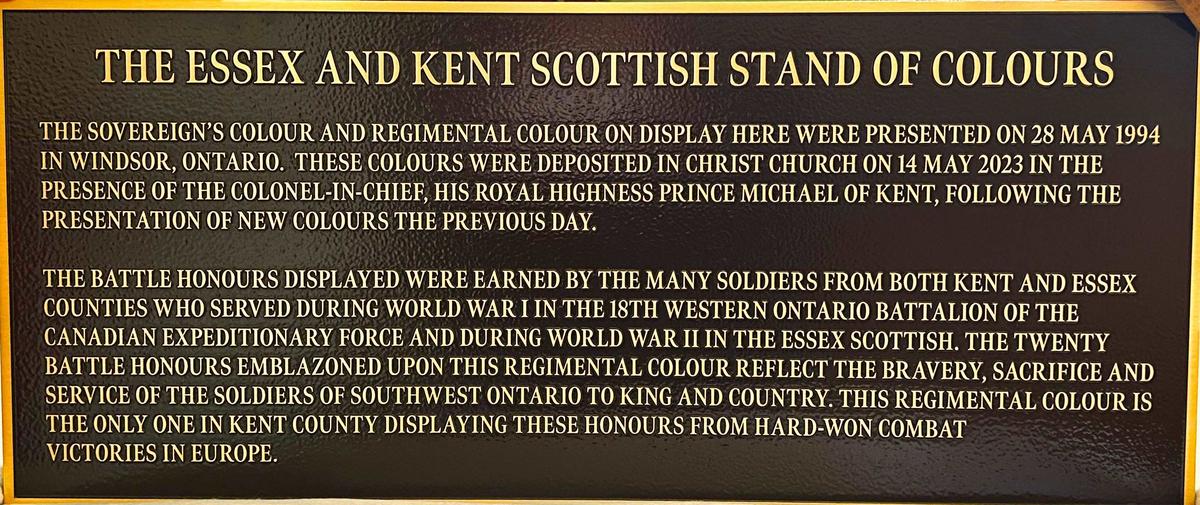 THE ESSEX AND KENT SCOTTISH STAND OF COLOURS
THE SOVEREIGN'S COLOUR AND REGIMENTAL COLOUR ON DISPLAY HERE WERE PRESENTED ON 28 MAY 1994
IN WINDSOR, ONTARIO. THESE COLOURS WERE DEPOSITED IN CHRIST CHURCH ON 14 MAY 2023 IN THE
PRESENCE OF THE COLONEL-IN-CHIEF, HIS ROYAL HIGHNESS PRINCE MICHAEL OF KENT, FOLLOWING THE
PRESENTATION OF NEW COLOURS THE PREVIOUS DAY.
THE BATTLE HONOURS DISPLAYED WERE EARNED BY THE MANY SOLDIERS FROM BOTH KENT AND ESSEX
COUNTIES WHO SERVED DURING WORLD WAR I IN THE 18TH WESTERN ONTARIO BATTALION OF THE
CANADIAN EXPEDITIONARY FORCE AND DURING WORLD WAR II IN THE ESSEX SCOTTISH. THE TWENTY
BATTLE HONOURS EMBLAZONED UPON THIS REGIMENTAL COLOUR REFLECT THE BRAVERY, SACRIFICE AND
SERVICE OF THE SOLDIERS OF SOUTHWEST ONTARIO TO KING AND COUNTRY. THIS REGIMENTAL COLOUR IS
THE ONLY ONE IN KENT COUNTY DISPLAYING THESE HONOURS FROM HARD-WON COMBAT
VICTORIES IN EUROPE.